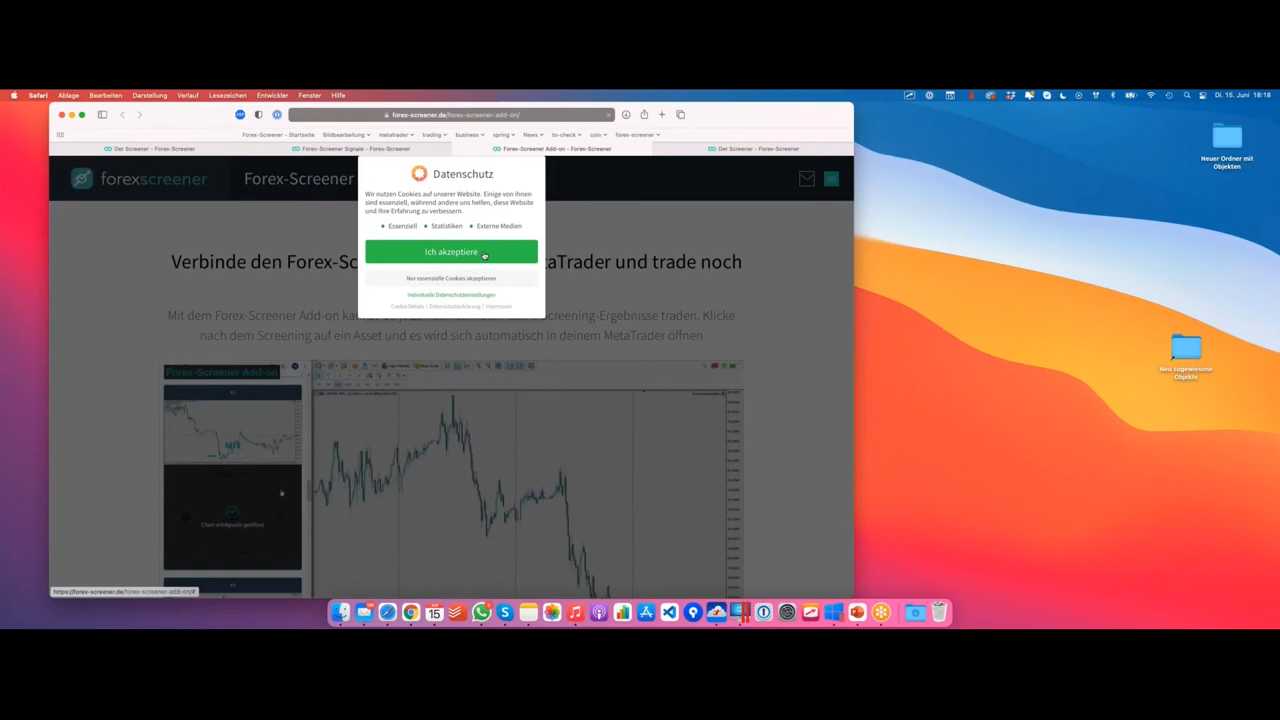 Safari Ablage Bearbeiten Darstellung Verlauf Lesezeichen Entwickler Fenster Hilfe
Di. 15. Juni 18:18
forex-screener.de/forex-screener-add-on/
Forex-Screener - Startseite Bildbearbeitung metatrader trading business spring News to-check coin forex-screener
Der Screener - Forex-Screener
Forex-Screener Signale - Forex-Screener
Forex-Screener Add-on - Forex-Screener
Der Screener - Forex-Screener
forexscreener
Forex-Screener
Datenschutz
Wir nutzen Cookies auf unserer Website. Einige von ihnen
sind essenziell, während andere uns helfen, diese Website
und Ihre Erfahrung zu verbessern.
Essenziell Statistiken Externe Medien
Ich akzeptiere
Nur essenzielle Cookies akzeptieren
Individuelle Datenschutzeinstellungen
Cookie-Details | Datenschutzerklärung | Impressum
Verbinde den Forex-Sc
taTrader und trade noch
Mit dem Forex-Screener Add-on
Screening-Ergebnisse traden. Klicke
nach dem Screening auf ein Asset und es wird sich automatisch in deinem MetaTrader öffnen
Forex-Screener Add-on
Chart erfolgreich geöffnet
https://forex-screener.de/forex-screener-add-on/#
Neuer Ordner mit
Objekten
Neu zugewiesene
Objekte
15